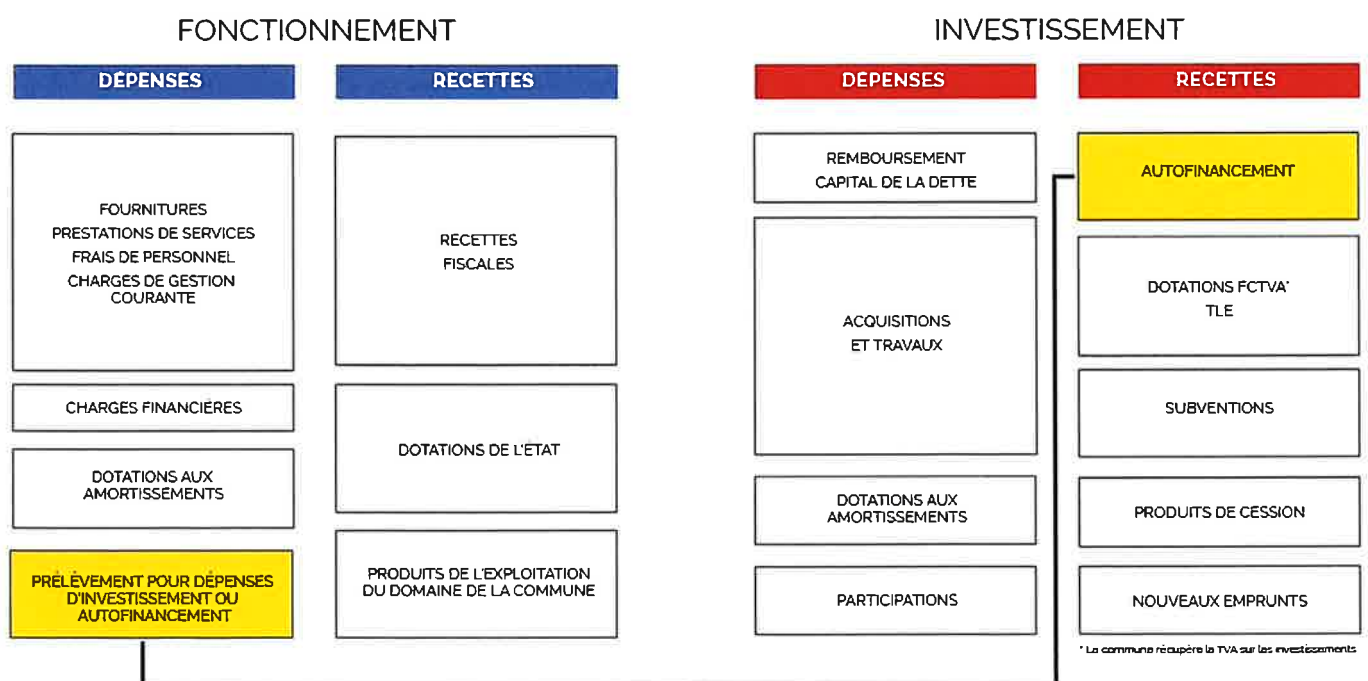 FONCTIONNEMENT
DÉPENSES
FOURNITURES
PRESTATIONS DE SERVICES
FRAIS DE PERSONNEL
CHARGES DE GESTION
COURANTE
CHARGES FINANCIÈRES
DOTATIONS AUX
AMORTISSEMENTS
PRÉLÈVEMENT POUR DÉPENSES
D'INVESTISSEMENT OU
AUTOFINANCEMENT
RECETTES
RECETTES
FISCALES
DOTATIONS DE L'ÉTAT
PRODUITS DE L'EXPLOITATION
DU DOMAINE DE LA COMMUNE
INVESTISSEMENT
DÉPENSES
REMBOURSEMENT
CAPITAL DE LA DETTE
ACQUISITIONS
ET TRAVAUX
DOTATIONS AUX
AMORTISSEMENTS
PARTICIPATIONS
RECETTES
AUTOFINANCEMENT
DOTATIONS FCTVA*
TLE
SUBVENTIONS
PRODUITS DE CESSION
NOUVEAUX EMPRUNTS
* La commune récupère la TVA sur les investissements